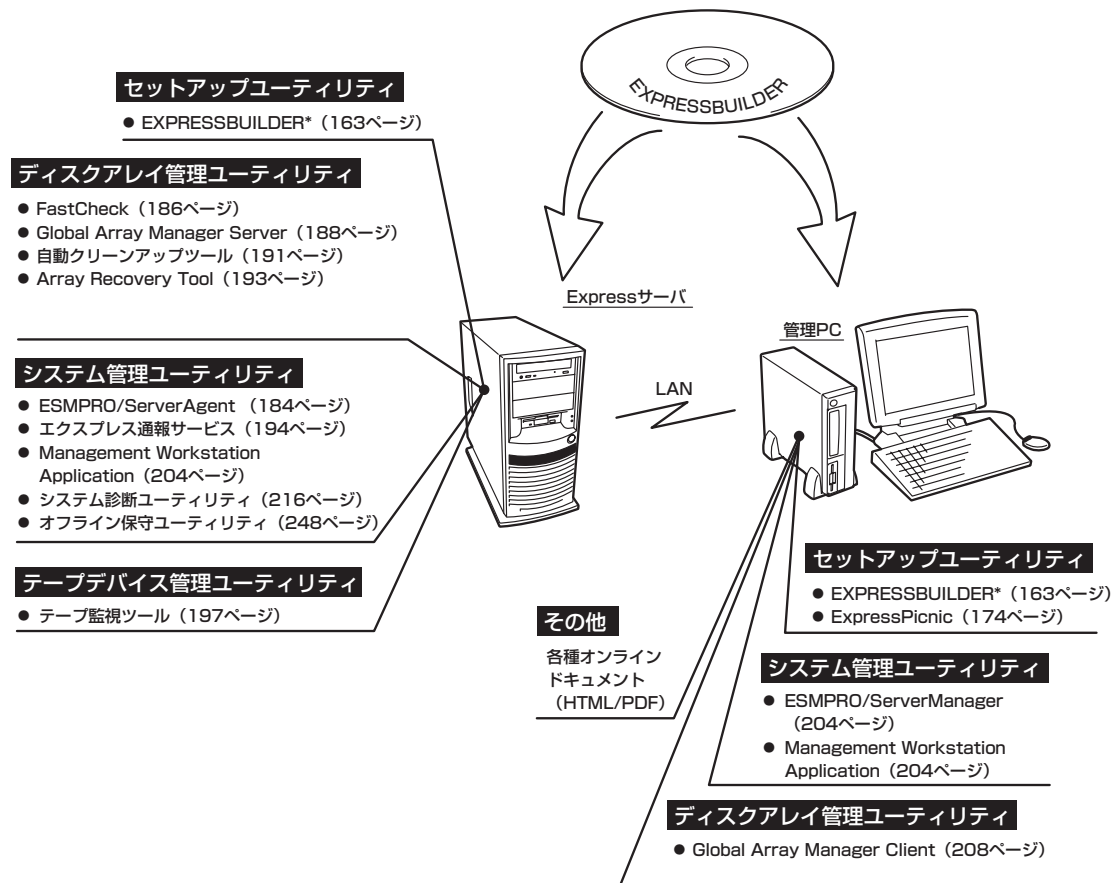 EXPRESSBUILDER
セットアップユーティリティ
● EXPRESSBUILDER*（163ページ）
ディスクアレイ管理ユーティリティ
● FastCheck（186ページ）
● Global Array Manager Server（188ページ）
● 自動クリーンアップツール（191ページ）
● Array Recovery Tool（193ページ）
システム管理ユーティリティ
● ESMPRO/ServerAgent （184ページ）
● エクスプレス通報サービス（194ページ）
● Management Workstation
Application（204ページ）
● システム診断ユーティリティ（216ページ）
● オフライン保守ユーティリティ（248ページ）
テープデバイス管理ユーティリティ
● テープ監視ツール（197ページ）
Expressサーバ
LAN
管理PC
その他
各種オンライン
ドキュメント
（HTML/PDF）
セットアップユーティリティ
● EXPRESSBUILDER*（163ページ）
● ExpressPicnic（174ページ）
システム管理ユーティリティ
● ESMPRO/ServerManager
（204ページ）
● Management Workstation
Application（204ページ）
ディスクアレイ管理ユーティリティ
● Global Array Manager Client（208ページ）